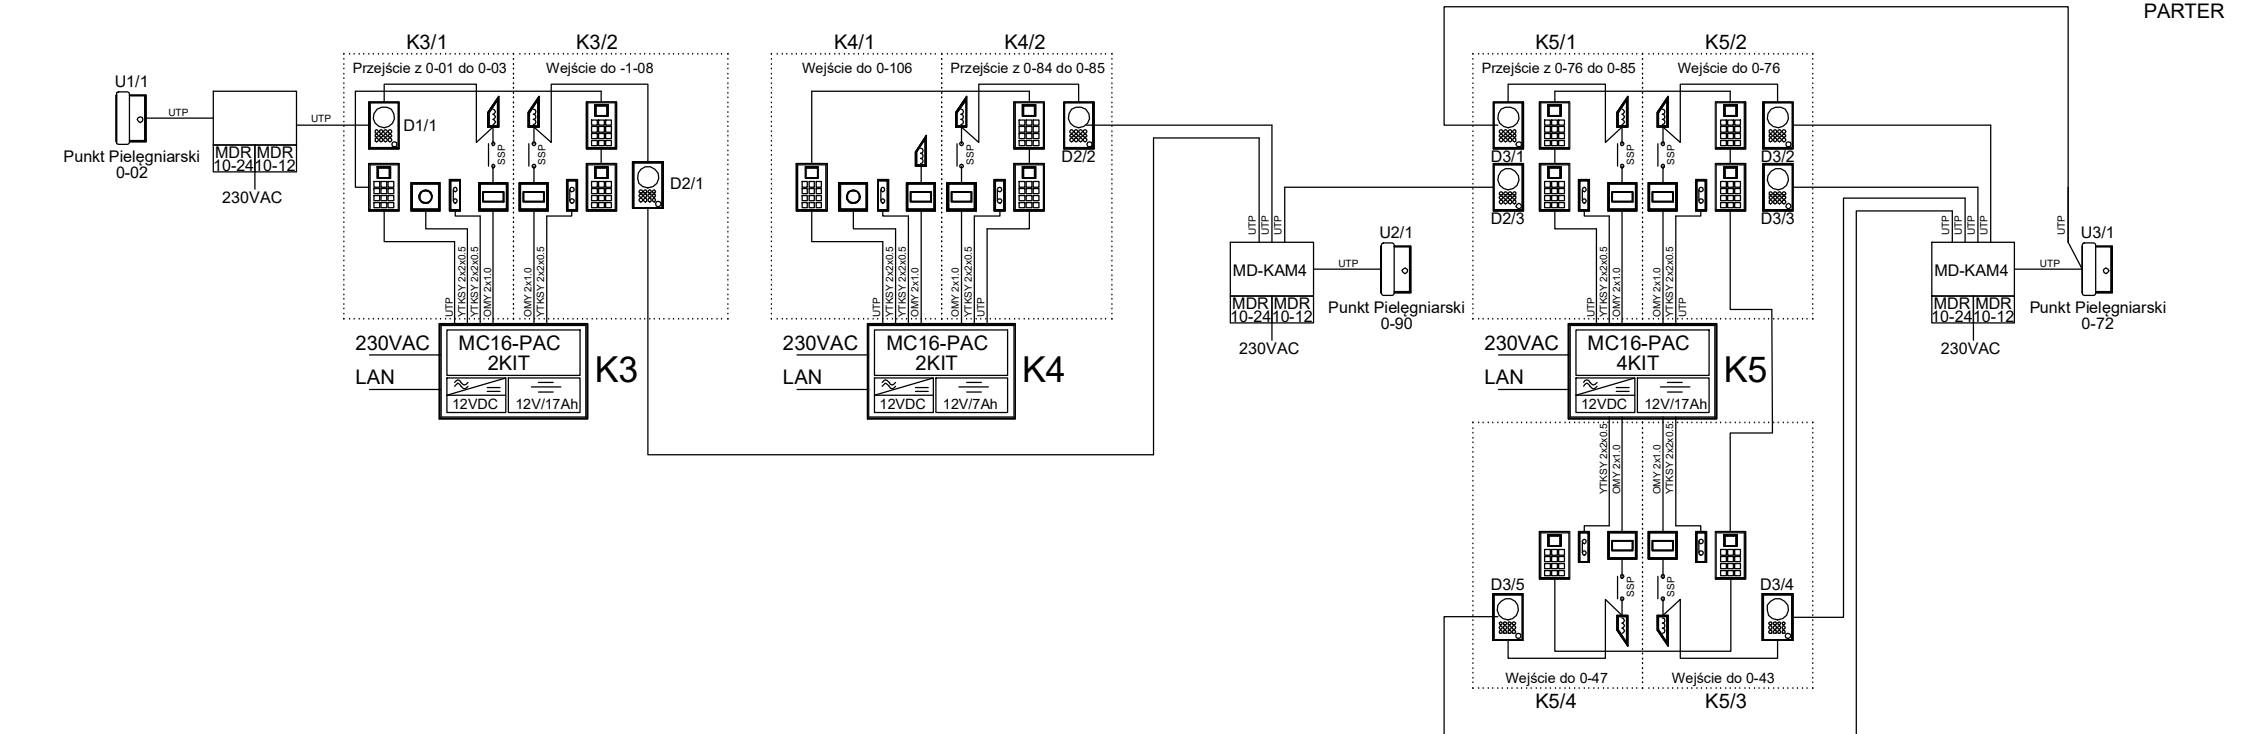 PARTER
K3/1
K3/2
Przejście z 0-01 do 0-03
Wejście do -1-08
U1/1
UTP
UTP
D1/1
SSP
SSP
Punkt Pielęgniarski
0-02
MDR
10-24
MDR
10-12
230VAC
D2/1
UTP
YTKSY 2x2x0.5
YTKSY 2x2x0.5
OMY 2x1.0
OMY 2x1.0
YTKSY 2x2x0.5
230VAC
LAN
MC16-PAC
2KIT
12VDC
12V/17Ah
K3
K4/1
K4/2
Wejście do 0-106
Przejście z 0-84 do 0-85
SSP
D2/2
UTP
YTKSY 2x2x0.5
YTKSY 2x2x0.5
OMY 2x1.0
OMY 2x1.0
YTKSY 2x2x0.5
UTP
230VAC
LAN
MC16-PAC
2KIT
12VDC
12V/7Ah
K4
UTP
UTP
UTP
MD-KAM4
MDR
10-24
MDR
10-12
230VAC
UTP
U2/1
Punkt Pielęgniarski
0-90
K5/1
K5/2
Przejście z 0-76 do 0-85
Wejście do 0-76
D3/1
SSP
SSP
D3/2
D2/3
D3/3
UTP
YTKSY 2x2x0.5
OMY 2x1.0
OMY 2x1.0
YTKSY 2x2x0.5
UTP
230VAC
LAN
MC16-PAC
4KIT
12VDC
12V/17Ah
K5
YTKSY 2x2x0.5
OMY 2x1.0
OMY 2x1.0
YTKSY 2x2x0.5
D3/5
SSP
SSP
D3/4
Wejście do 0-47
Wejście do 0-43
K5/4
K5/3
UTP
UTP
UTP
UTP
UTP
MD-KAM4
MDR
10-24
MDR
10-12
230VAC
UTP
U3/1
Punkt Pielęgniarski
0-72